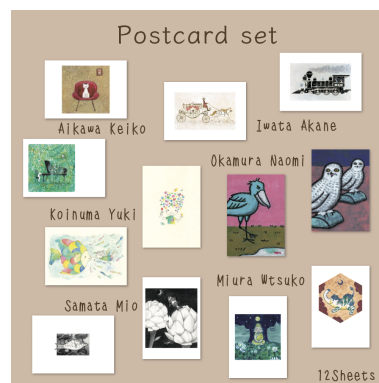 Postcard set
Aikawa Keiko
Iwata Akane
Okamura Naomi
Koinuma Yuki
Miura Wtsuko
Samata Mio
12Sheets